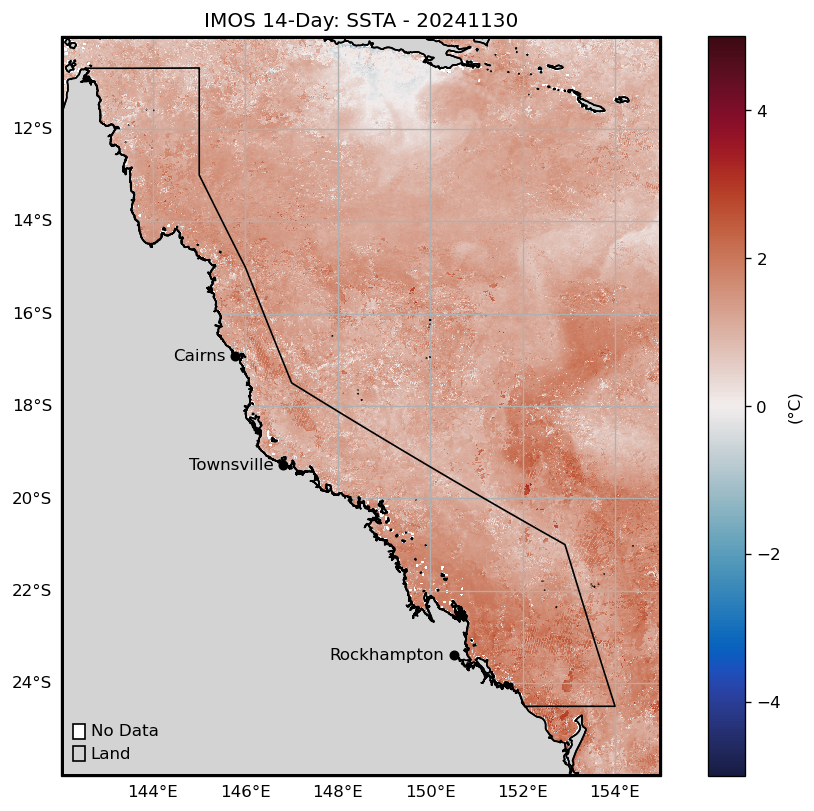 IMOS 14-Day: SSTA - 20241130
12°S
14°S
16°S
18°S
20°S
22°S
24°S
Cairns
Townsville
Rockhampton
No Data
Land
144°E 146°E 148°E 150°E 152°E 154°E
4
2
0
−2
−4
(°C)